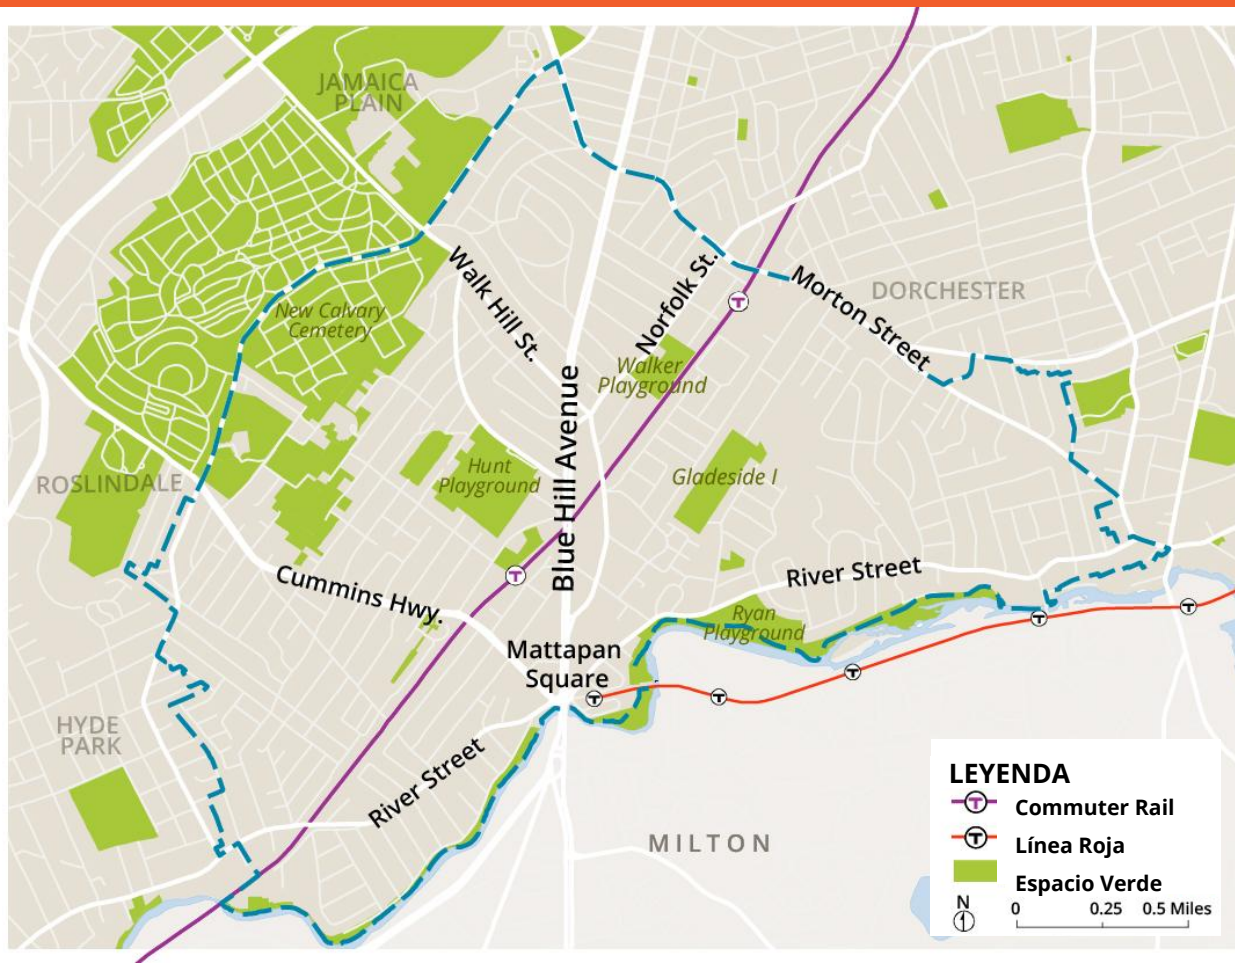 JAMAICA
PLAIN
Walk Hill St.
Norfolk St.
Morton Street
DORCHESTER
New Calvary
Cemetery
Walker
Playground
Blue Hill Avenue
ROSLINDALE
Hunt
Playground
Gladeside I
Cummins Hwy.
River Street
Ryan
Playground
Mattapan
Square
HYDE
PARK
River Street
MILTON
LEYENDA
T Commuter Rail
T Línea Roja
Espacio Verde
N
0 0.25 0.5 Miles
T
T
T
T
T
T
T